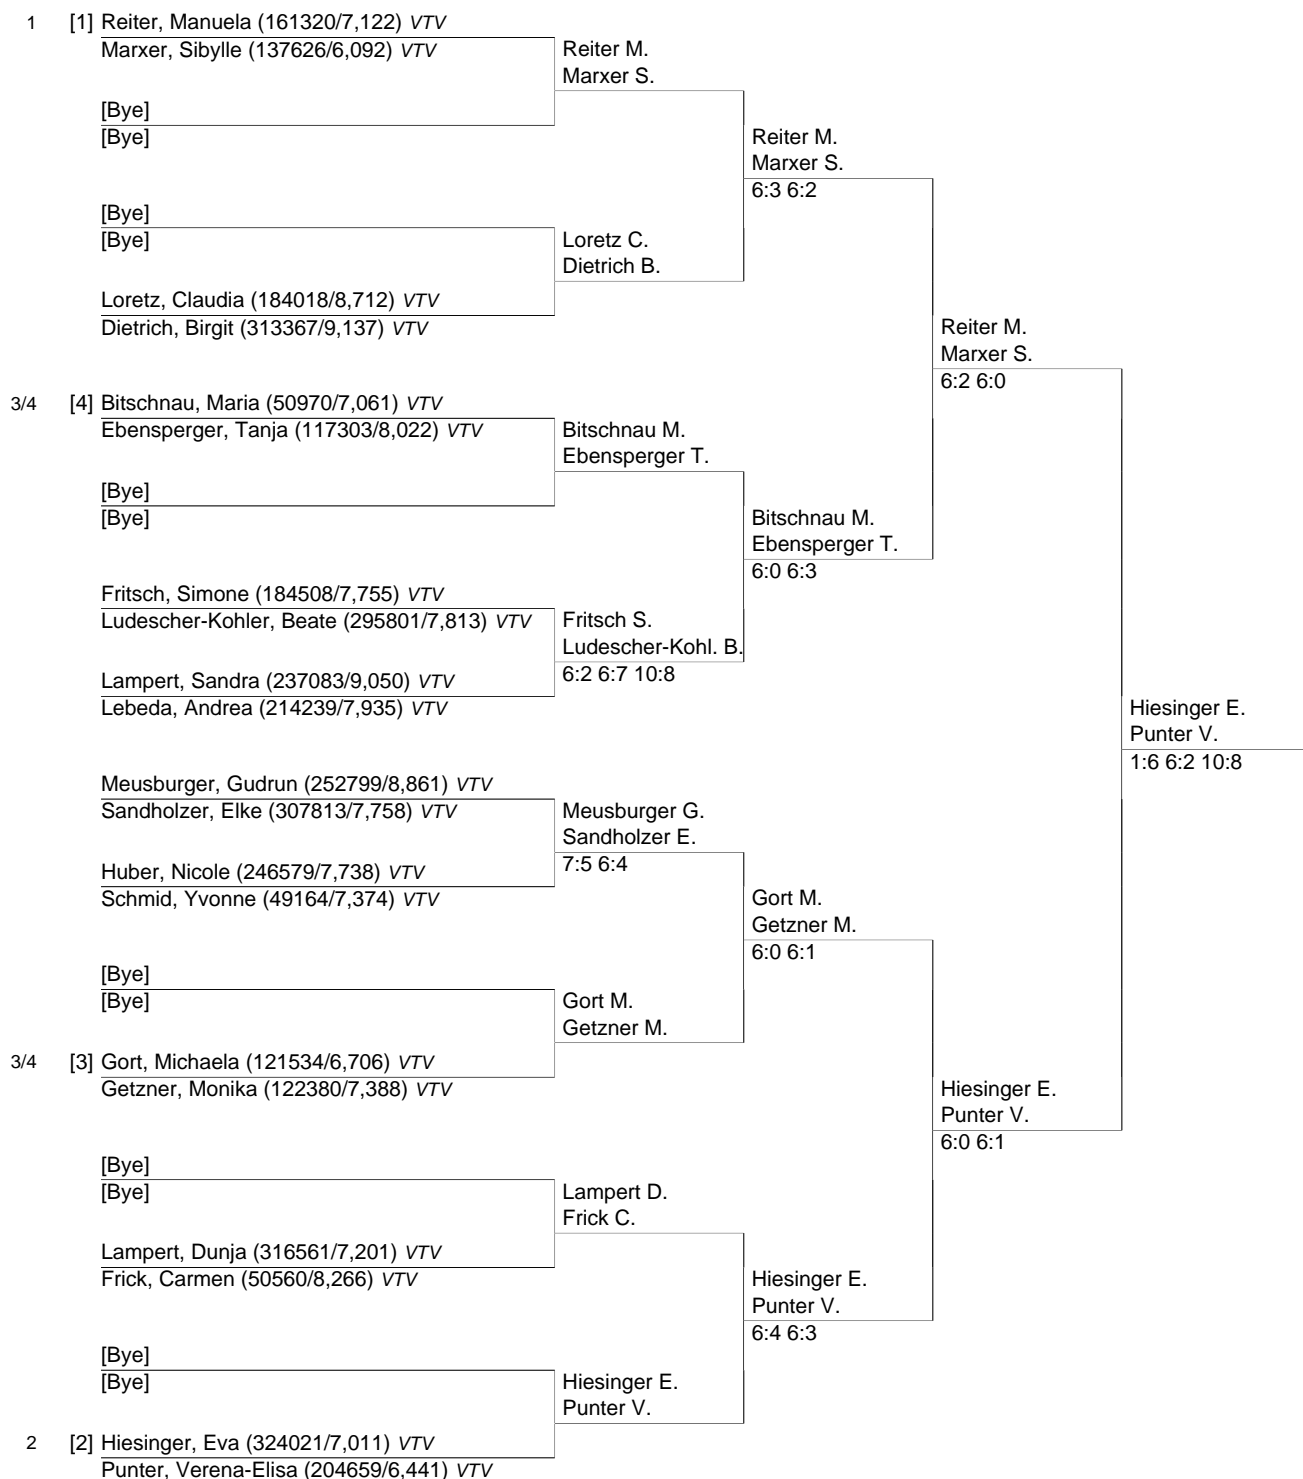 1 [1] Reiter, Manuela (161320/7,122) VTV
Marxer, Sibylle (137626/6,092) VTV
Reiter M.
Marxer S.
[Bye]
[Bye]
Reiter M.
Marxer S.
6:3 6:2
[Bye]
[Bye]
Loretz C.
Dietrich B.
Loretz, Claudia (184018/8,712) VTV
Dietrich, Birgit (313367/9,137) VTV
Reiter M.
Marxer S.
6:2 6:0
3/4 [4] Bitschnau, Maria (50970/7,061) VTV
Ebensperger, Tanja (117303/8,022) VTV
Bitschnau M.
Ebensperger T.
[Bye]
[Bye]
Bitschnau M.
Ebensperger T.
6:0 6:3
Fritsch, Simone (184508/7,755) VTV
Ludescher-Kohler, Beate (295801/7,813) VTV
Fritsch S.
Ludescher-Kohl. B.
6:2 6:7 10:8
Lampert, Sandra (237083/9,050) VTV
Lebeda, Andrea (214239/7,935) VTV
Hiesinger E.
Punter V.
1:6 6:2 10:8
Meusburger, Gudrun (252799/8,861) VTV
Sandholzer, Elke (307813/7,758) VTV
Meusburger G.
Sandholzer E.
7:5 6:4
Huber, Nicole (246579/7,738) VTV
Schmid, Yvonne (49164/7,374) VTV
Gort M.
Getzner M.
6:0 6:1
[Bye]
[Bye]
Gort M.
Getzner M.
3/4 [3] Gort, Michaela (121534/6,706) VTV
Getzner, Monika (122380/7,388) VTV
Hiesinger E.
Punter V.
6:0 6:1
[Bye]
[Bye]
Lampert D.
Frick C.
Lampert, Dunja (316561/7,201) VTV
Frick, Carmen (50560/8,266) VTV
Hiesinger E.
Punter V.
6:4 6:3
[Bye]
[Bye]
Hiesinger E.
Punter V.
2 [2] Hiesinger, Eva (324021/7,011) VTV
Punter, Verena-Elisa (204659/6,441) VTV